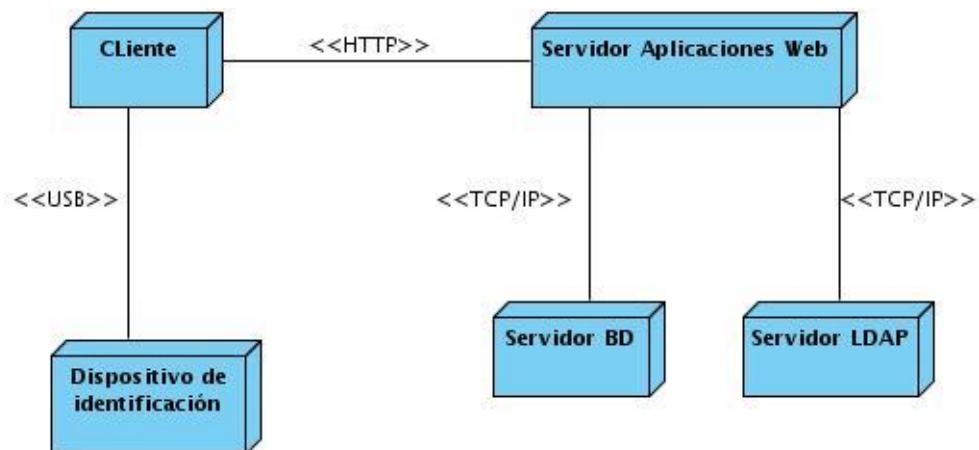 CLiente
<<HTTP>>
Servidor Aplicaciones Web
<<USB>>
<<TCP/IP>>
<<TCP/IP>>
Servidor BD
Servidor LDAP
Dispositivo de
identificación